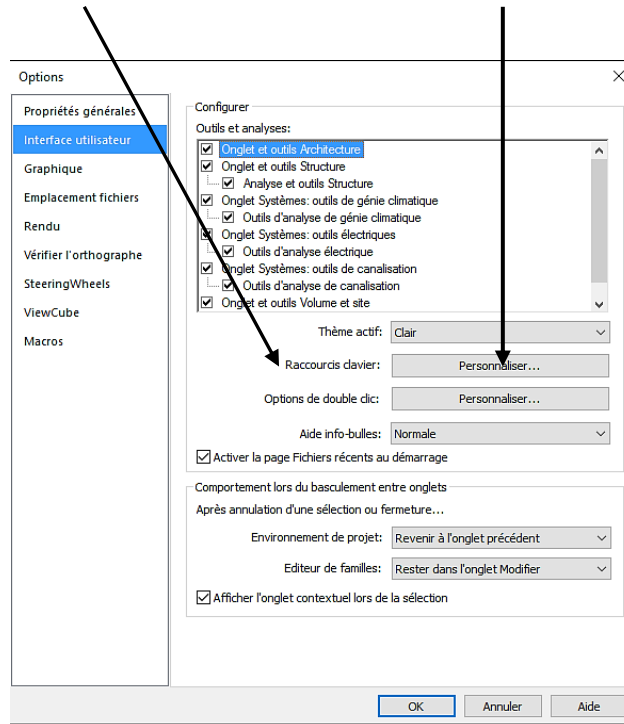 Options
Propriétés générales
Interface utilisateur
Graphique
Emplacement fichiers
Rendu
Vérifier l'orthographe
SteeringWheels
ViewCube
Macros
Configurer
Outils et analyses:
Onglet et outils Architecture
Onglet et outils Structure
Analyse et outils Structure
Onglet Systèmes: outils de génie climatique
Outils d'analyse de génie climatique
Onglet Systèmes: outils électriques
Outils d'analyse électrique
Onglet Systèmes: outils de canalisation
Outils d'analyse de canalisation
Onglet et outils Volume et site
Thème actif: Clair
Raccourcis clavier: Personnaliser...
Options de double clic: Personnaliser...
Aide info-bulles: Normale
Activer la page Fichiers récents au démarrage
Comportement lors du basculement entre onglets
Après annulation d'une sélection ou fermeture...
Environnement de projet: Revenir à l'onglet précédent
Editeur de familles: Rester dans l'onglet Modifier
Afficher l'onglet contextuel lors de la sélection
OK Annuler Aide